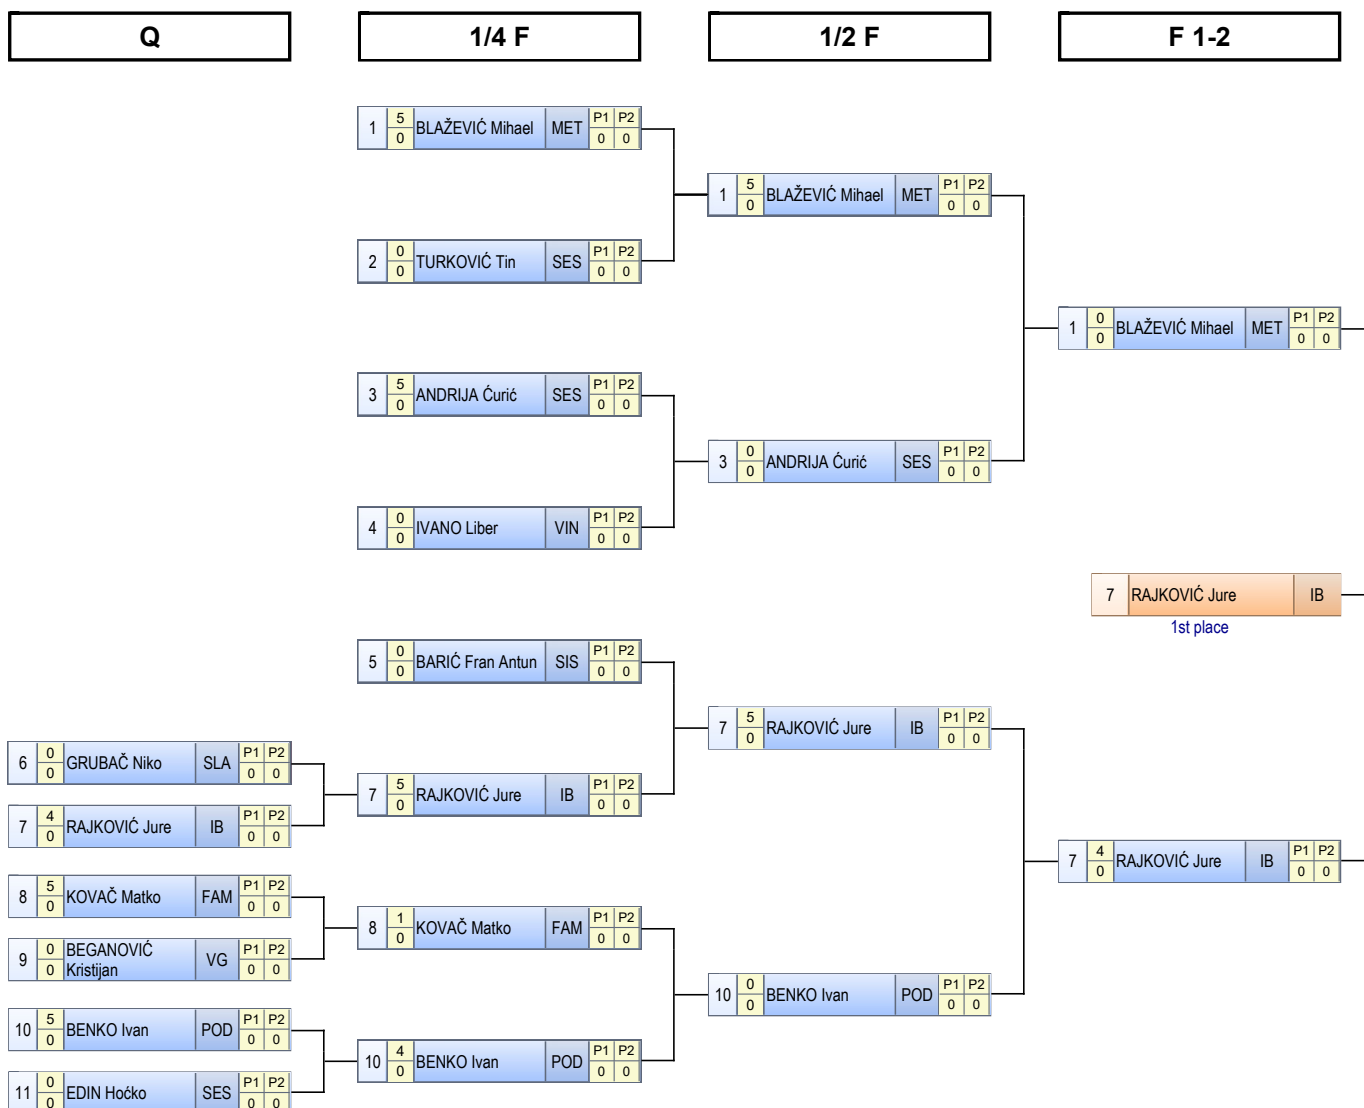 Q 1/4 F 1/2 F F 1-2
1 5 0 BLAŽEVIĆ Mihael MET P1 P2 0 0
1 5 0 BLAŽEVIĆ Mihael MET P1 P2 0 0
2 0 0 TURKOVIĆ Tin SES P1 P2 0 0
1 0 0 BLAŽEVIĆ Mihael MET P1 P2 0 0
3 5 0 ANDRIJA Ćurić SES P1 P2 0 0
3 0 0 ANDRIJA Ćurić SES P1 P2 0 0
4 0 0 IVANO Liber VIN P1 P2 0 0
7 RAJKOVIĆ Jure IB
1st place
5 0 0 BARIĆ Fran Antun SIS P1 P2 0 0
7 5 0 RAJKOVIĆ Jure IB P1 P2 0 0
6 0 0 GRUBAČ Niko SLA P1 P2 0 0
7 5 0 RAJKOVIĆ Jure IB P1 P2 0 0
7 4 0 RAJKOVIĆ Jure IB P1 P2 0 0
7 4 0 RAJKOVIĆ Jure IB P1 P2 0 0
8 5 0 KOVAČ Matko FAM P1 P2 0 0
8 1 0 KOVAČ Matko FAM P1 P2 0 0
9 0 0 BEGANOVIĆ
Kristijan VG P1 P2 0 0
10 0 0 BENKO Ivan POD P1 P2 0 0
10 5 0 BENKO Ivan POD P1 P2 0 0
10 4 0 BENKO Ivan POD P1 P2 0 0
11 0 0 EDIN Hoćko SES P1 P2 0 0